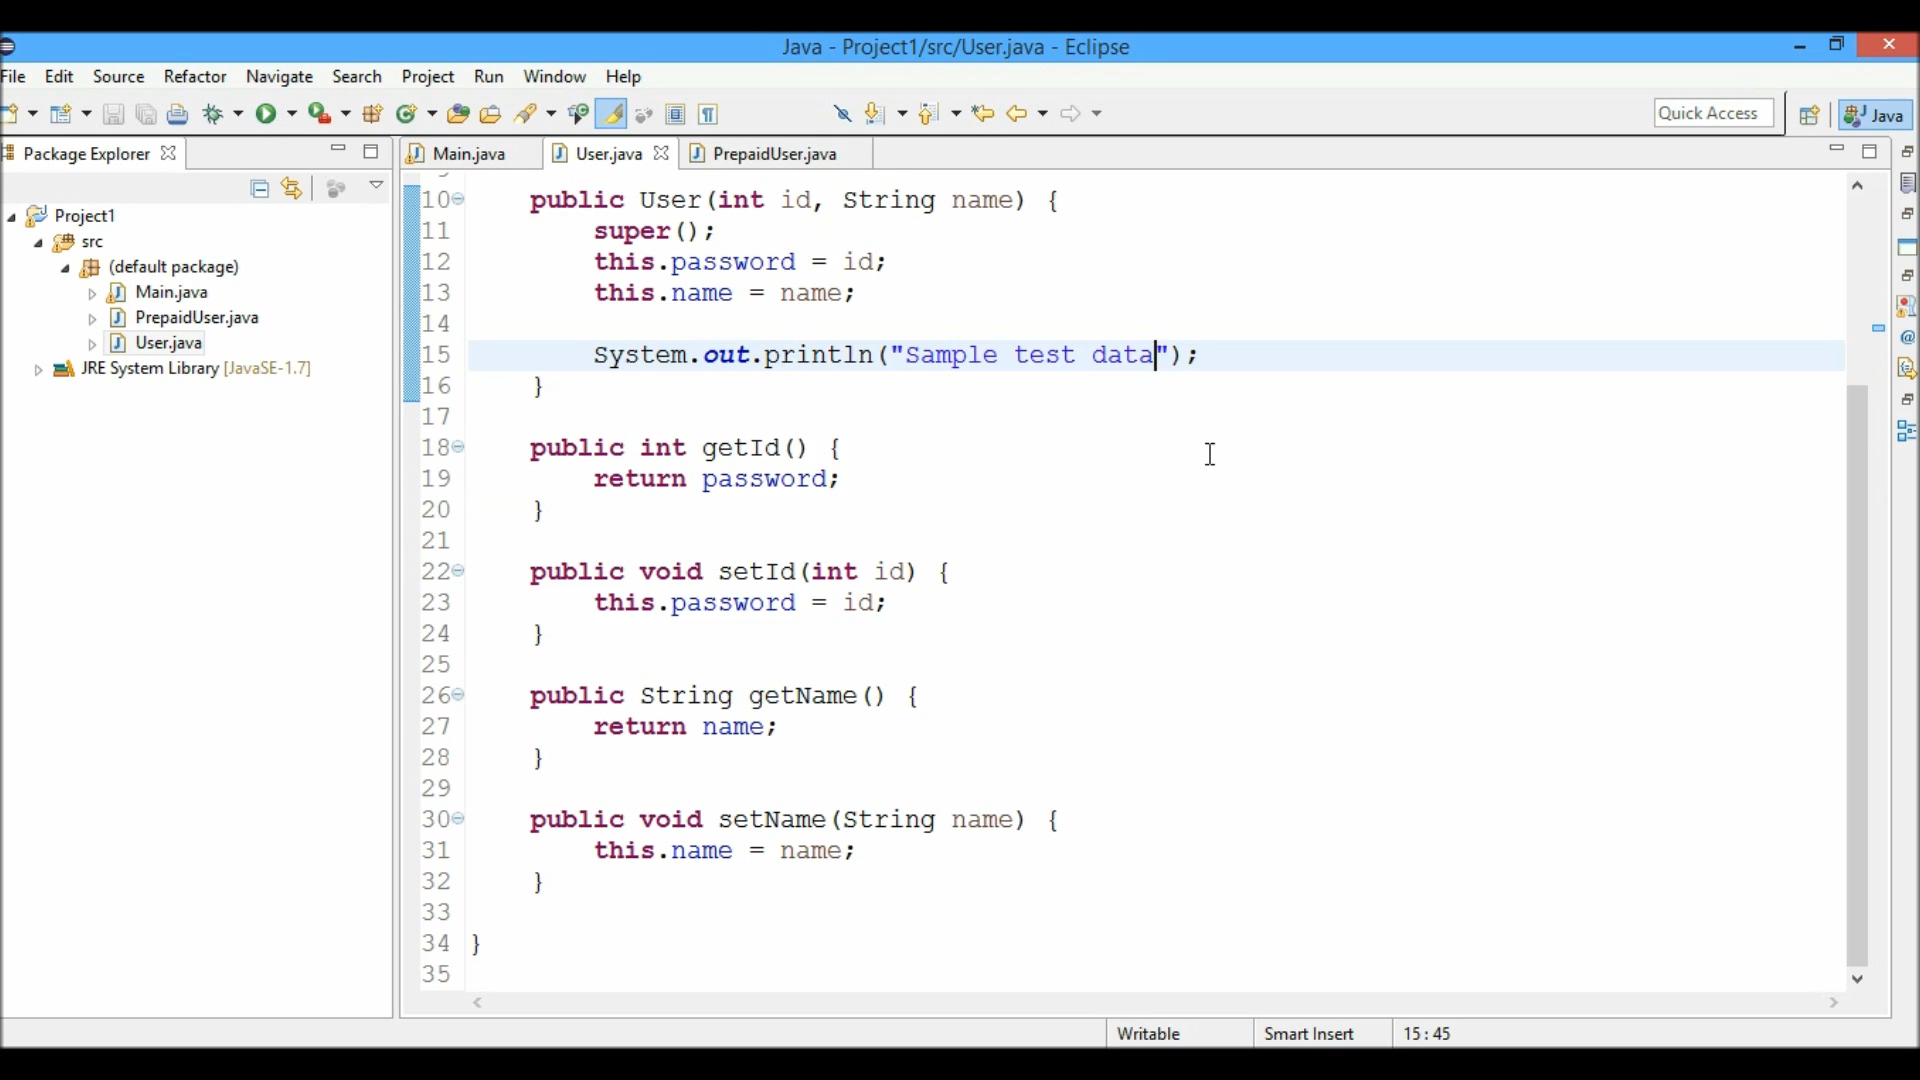 Java - Project1/src/User.java - Eclipse
File Edit Source Refactor Navigate Search Project Run Window Help
Quick Access
Java
Package Explorer
Main.java
User.java
PrepaidUser.java
Project1
src
(default package)
Main.java
PrepaidUser.java
User.java
JRE System Library [JavaSE-1.7]
10 public User(int id, String name) {
11 super();
12 this.password = id;
13 this.name = name;
14
15 System.out.println("Sample test data");
16 }
17
18 public int getId() {
19 return password;
20 }
21
22 public void setId(int id) {
23 this.password = id;
24 }
25
26 public String getName() {
27 return name;
28 }
29
30 public void setName(String name) {
31 this.name = name;
32 }
33
34 }
35
Writable
Smart Insert
15 : 45